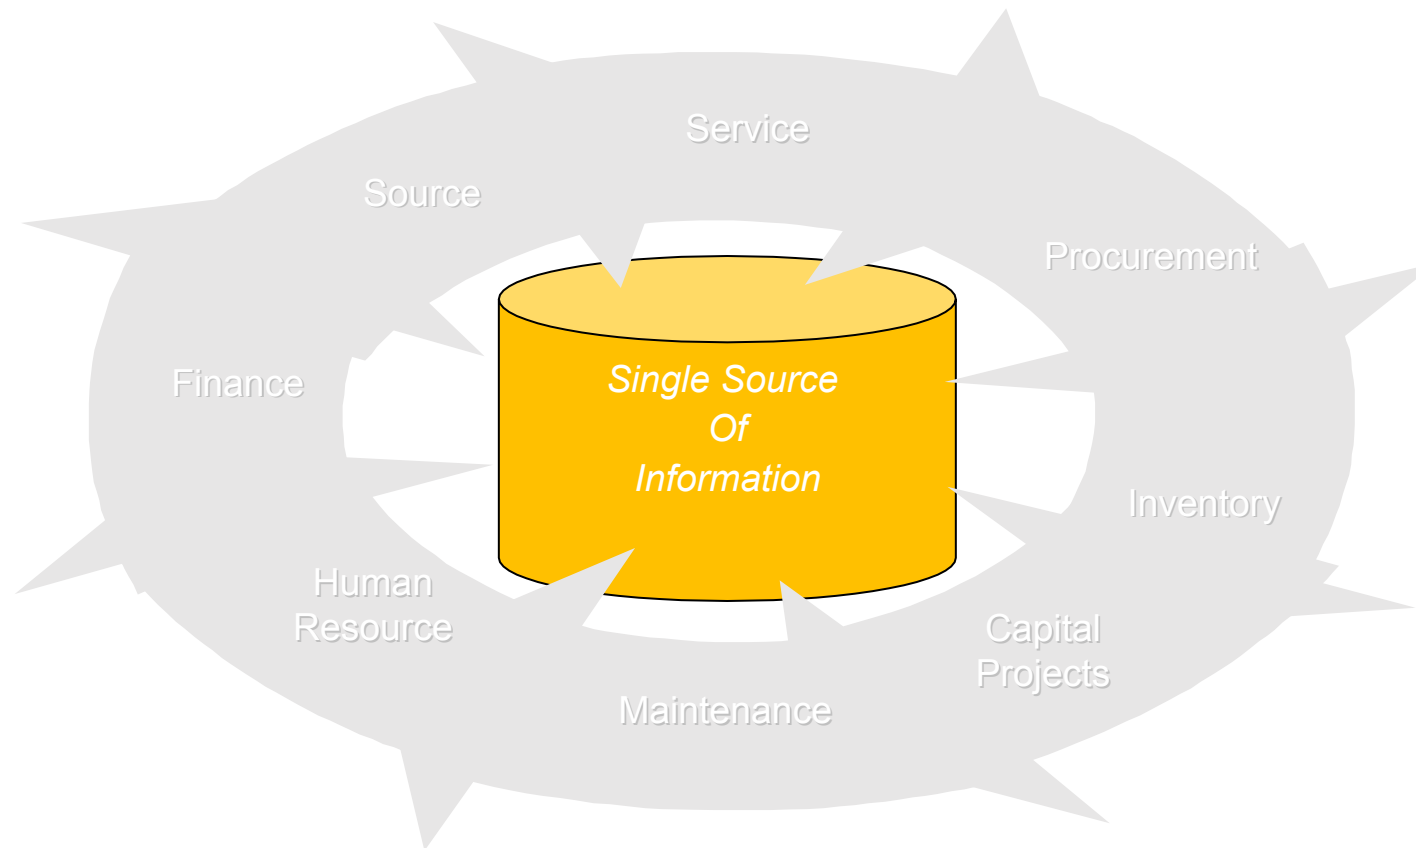 Service
Source
Procurement
Finance
Single Source
Of
Information
Inventory
Human
Resource
Capital
Projects
Maintenance